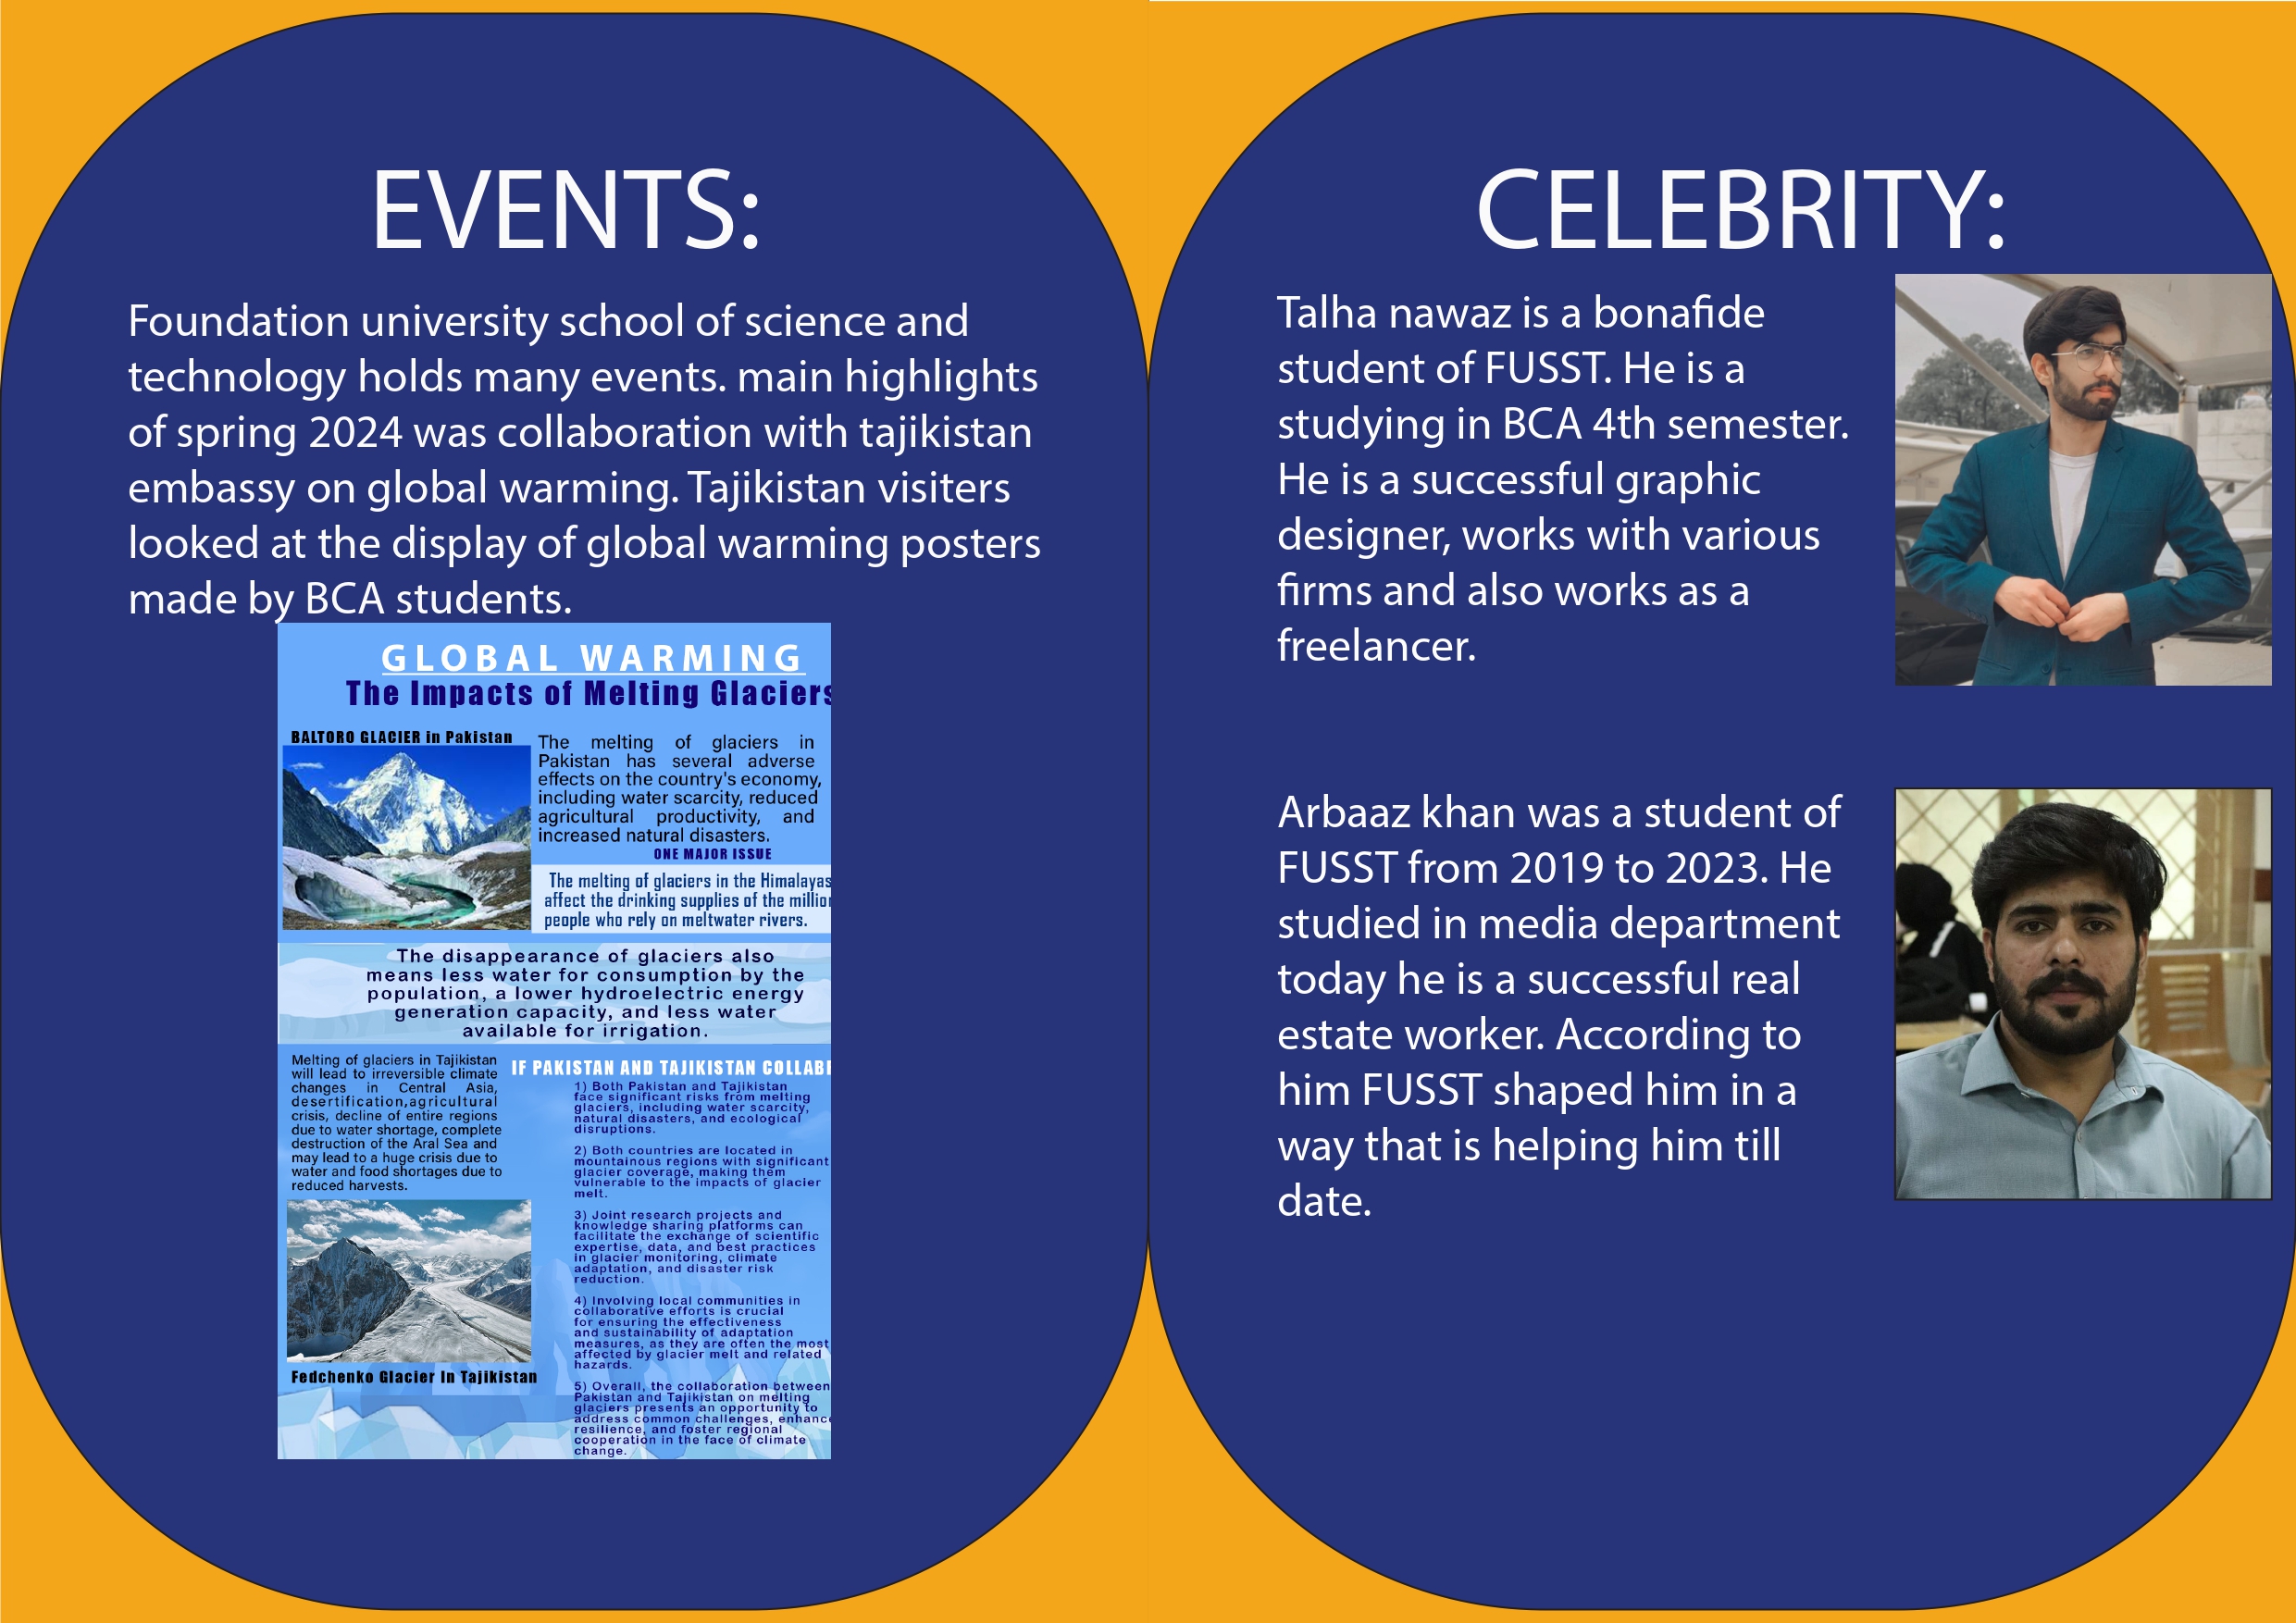 EVENTS:
Foundation university school of science and
technology holds many events. main highlights
of spring 2024 was collaboration with tajikistan
embassy on global warming. Tajikistan visiters
looked at the display of global warming posters
made by BCA students.
GLOBAL WARMING
The Impacts of Melting Glaciers
BALTORO GLACIER in Pakistan
The melting of glaciers in
Pakistan has several adverse
effects on the country's economy,
including water scarcity, reduced
agricultural productivity, and
increased natural disasters.
ONE MAJOR ISSUE
The melting of glaciers in the Himalayas
affect the drinking supplies of the millio
people who rely on meltwater rivers.
The disappearance of glaciers also
means less water for consumption by the
population, a lower hydroelectric energy
generation capacity, and less water
available for irrigation.
Melting of glaciers in Tajikistan
will lead to irreversible climate
changes in Central Asia,
desertification,agricultural
crisis, decline of entire regions
due to water shortage, complete
destruction of the Aral Sea and
may lead to a huge crisis due to
water and food shortages due to
reduced harvests.
Fedchenko Glacier In Tajikistan
IF PAKISTAN AND TAJIKISTAN COLLAB
1) Both Pakistan and Tajikistan
face significant risks from melting
glaciers, including water scarcity,
natural disasters, and ecological
disruptions.
2) Both countries are located in
mountainous regions with significant
glacier coverage, making them
vulnerable to the impacts of glacier
melt.
3) Joint research projects and
knowledge sharing platforms can
facilitate the exchange of scientific
expertise, data, and best practices
in glacier monitoring, climate
adaptation, and disaster risk
reduction.
4) Involving local communities in
collaborative efforts is crucial
for ensuring the effectiveness
and sustainability of adaptation
measures, as they are often the most
affected by glacier melt and related
hazards.
5) Overall, the collaboration between
Pakistan and Tajikistan on melting
glaciers presents an opportunity to
address common challenges, enhance
resilience, and foster regional
cooperation in the face of climate
change.
CELEBRITY:
Talha nawaz is a bonafide
student of FUSST. He is a
studying in BCA 4th semester.
He is a successful graphic
designer, works with various
firms and also works as a
freelancer.
Arbaaz khan was a student of
FUSST from 2019 to 2023. He
studied in media department
today he is a successful real
estate worker. According to
him FUSST shaped him in a
way that is helping him till
date.